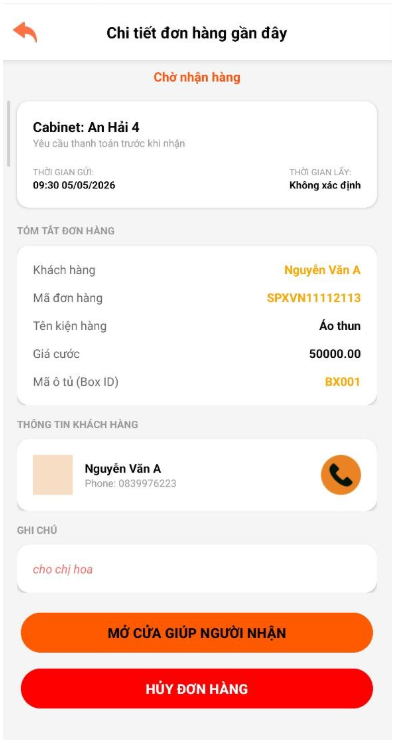 Chi tiết đơn hàng gần đây
Chờ nhận hàng
Cabinet: An Hải 4
Yêu cầu thanh toán trước khi nhận
THỜI GIAN GỬI:
09:30 05/05/2026
THỜI GIAN LẤY:
Không xác định
TÓM TẮT ĐƠN HÀNG
Khách hàng Nguyễn Văn A
Mã đơn hàng SPXVN11112113
Tên kiện hàng Áo thun
Giá cước 50000.00
Mã ô tủ (Box ID) BX001
THÔNG TIN KHÁCH HÀNG
Nguyễn Văn A
Phone: 0839976223
GHI CHÚ
cho chị hoa
MỞ CỬA GIÚP NGƯỜI NHẬN
HỦY ĐƠN HÀNG